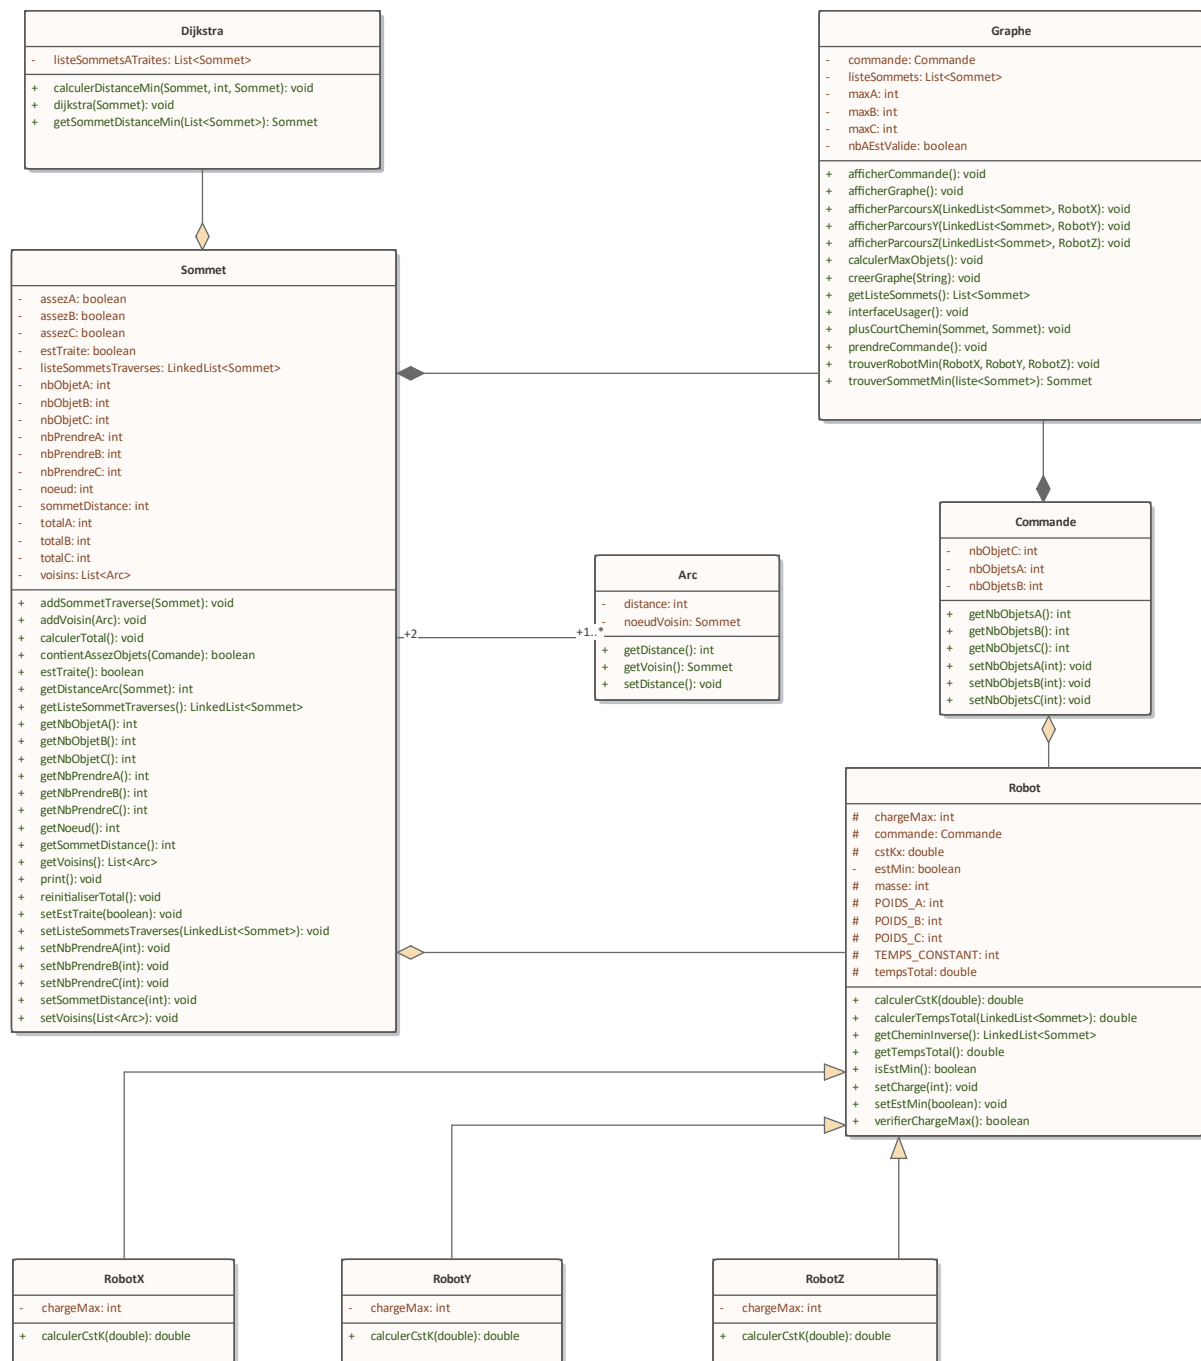 Dijkstra
- listeSommetsATraites: List<Sommet>
+ calculerDistanceMin(Sommet, int, Sommet): void
+ dijkstra(Sommet): void
+ getSommetDistanceMin(List<Sommet>): Sommet
Graphe
- commande: Commande
- listeSommets: List<Sommet>
- maxA: int
- maxB: int
- maxC: int
- nbAEstValide: boolean
+ afficherCommande(): void
+ afficherGraphe(): void
+ afficherParcoursX(LinkedList<Sommet>, RobotX): void
+ afficherParcoursY(LinkedList<Sommet>, RobotY): void
+ afficherParcoursZ(LinkedList<Sommet>, RobotZ): void
+ calculerMaxObjets(): void
+ creerGraphe(String): void
+ getListeSommets(): List<Sommet>
+ interfaceUsager(): void
+ plusCourtChemin(Sommet, Sommet): void
+ prendreCommande(): void
+ trouverRobotMin(RobotX, RobotY, RobotZ): void
+ trouverSommetMin(liste<Sommet>): Sommet
Sommet
- assezA: boolean
- assezB: boolean
- assezC: boolean
- estTraite: boolean
- listeSommetsTraverses: LinkedList<Sommet>
- nbObjetA: int
- nbObjetB: int
- nbObjetC: int
- nbPrendreA: int
- nbPrendreB: int
- nbPrendreC: int
- noeud: int
- sommetDistance: int
- totalA: int
- totalB: int
- totalC: int
- voisins: List<Arc>
+ addSommetTraverse(Sommet): void
+ addVoisin(Arc): void
+ calculerTotal(): void
+ contientAssezObjets(Comande): boolean
+ estTraite(): boolean
+ getDistanceArc(Sommet): int
+ getListeSommetTraverses(): LinkedList<Sommet>
+ getNbObjetA(): int
+ getNbObjetB(): int
+ getNbObjetC(): int
+ getNbPrendreA(): int
+ getNbPrendreB(): int
+ getNbPrendreC(): int
+ getNoeud(): int
+ getSommetDistance(): int
+ getVoisins(): List<Arc>
+ print(): void
+ reinitialiserTotal(): void
+ setEstTraite(boolean): void
+ setListeSommetsTraverses(LinkedList<Sommet>): void
+ setNbPrendreA(int): void
+ setNbPrendreB(int): void
+ setNbPrendreC(int): void
+ setSommetDistance(int): void
+ setVoisins(List<Arc>): void
+2
+1..*
Arc
- distance: int
- noeudVoisin: Sommet
+ getDistance(): int
+ getVoisin(): Sommet
+ setDistance(): void
Commande
- nbObjetC: int
- nbObjetsA: int
- nbObjetsB: int
+ getNbObjetsA(): int
+ getNbObjetsB(): int
+ getNbObjetsC(): int
+ setNbObjetsA(int): void
+ setNbObjetsB(int): void
+ setNbObjetsC(int): void
Robot
# chargeMax: int
# commande: Commande
# cstKx: double
- estMin: boolean
# masse: int
# POIDS_A: int
# POIDS_B: int
# POIDS_C: int
# TEMPS_CONSTANT: int
# tempsTotal: double
+ calculerCstK(double): double
+ calculerTempsTotal(LinkedList<Sommet>): double
+ getCheminInverse(): LinkedList<Sommet>
+ getTempsTotal(): double
+ isEstMin(): boolean
+ setCharge(int): void
+ setEstMin(boolean): void
+ verifierChargeMax(): boolean
RobotX
- chargeMax: int
+ calculerCstK(double): double
RobotY
- chargeMax: int
+ calculerCstK(double): double
RobotZ
- chargeMax: int
+ calculerCstK(double): double